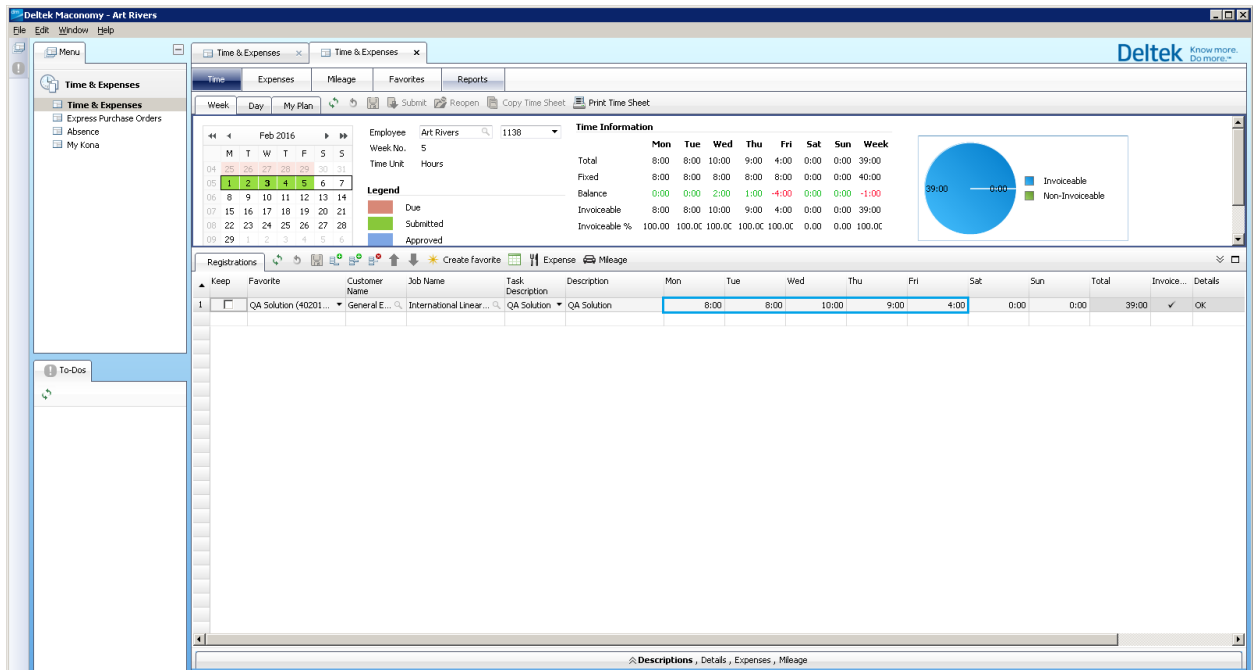 Deltek Maconomy - Art Rivers
File Edit Window Help
Menu
Time & Expenses
Time & Expenses
Express Purchase Orders
Absence
My Kona
To-Dos
Time & Expenses Time & Expenses
Deltek Know more. Do more.™
Time Expenses Mileage Favorites Reports
Week Day My Plan Submit Reopen Copy Time Sheet Print Time Sheet
Feb 2016
M T W T F S S
04 25 26 27 28 29 30 31
05 1 2 3 4 5 6 7
06 8 9 10 11 12 13 14
07 15 16 17 18 19 20 21
08 22 23 24 25 26 27 28
09 29 1 2 3 4 5 6
Employee Art Rivers 1138
Week No. 5
Time Unit Hours
Legend
Due
Submitted
Approved
Time Information
Mon Tue Wed Thu Fri Sat Sun Week
Total 8:00 8:00 10:00 9:00 4:00 0:00 0:00 39:00
Fixed 8:00 8:00 8:00 8:00 8:00 0:00 0:00 40:00
Balance 0:00 0:00 2:00 1:00 -4:00 0:00 0:00 -1:00
Invoiceable 8:00 8:00 10:00 9:00 4:00 0:00 0:00 39:00
Invoiceable % 100.00 100.0C 100.0C 100.0C 100.0C 0.00 0.00 100.0C
39:00 0:00
Invoiceable
Non-Invoiceable
Registrations Create favorite Expense Mileage
Keep Favorite Customer Name Job Name Task Description Description Mon Tue Wed Thu Fri Sat Sun Total Invoice... Details
1 QA Solution (40201... General E... International Linear... QA Solution QA Solution 8:00 8:00 10:00 9:00 4:00 0:00 0:00 39:00 ✓ OK
Descriptions , Details , Expenses , Mileage